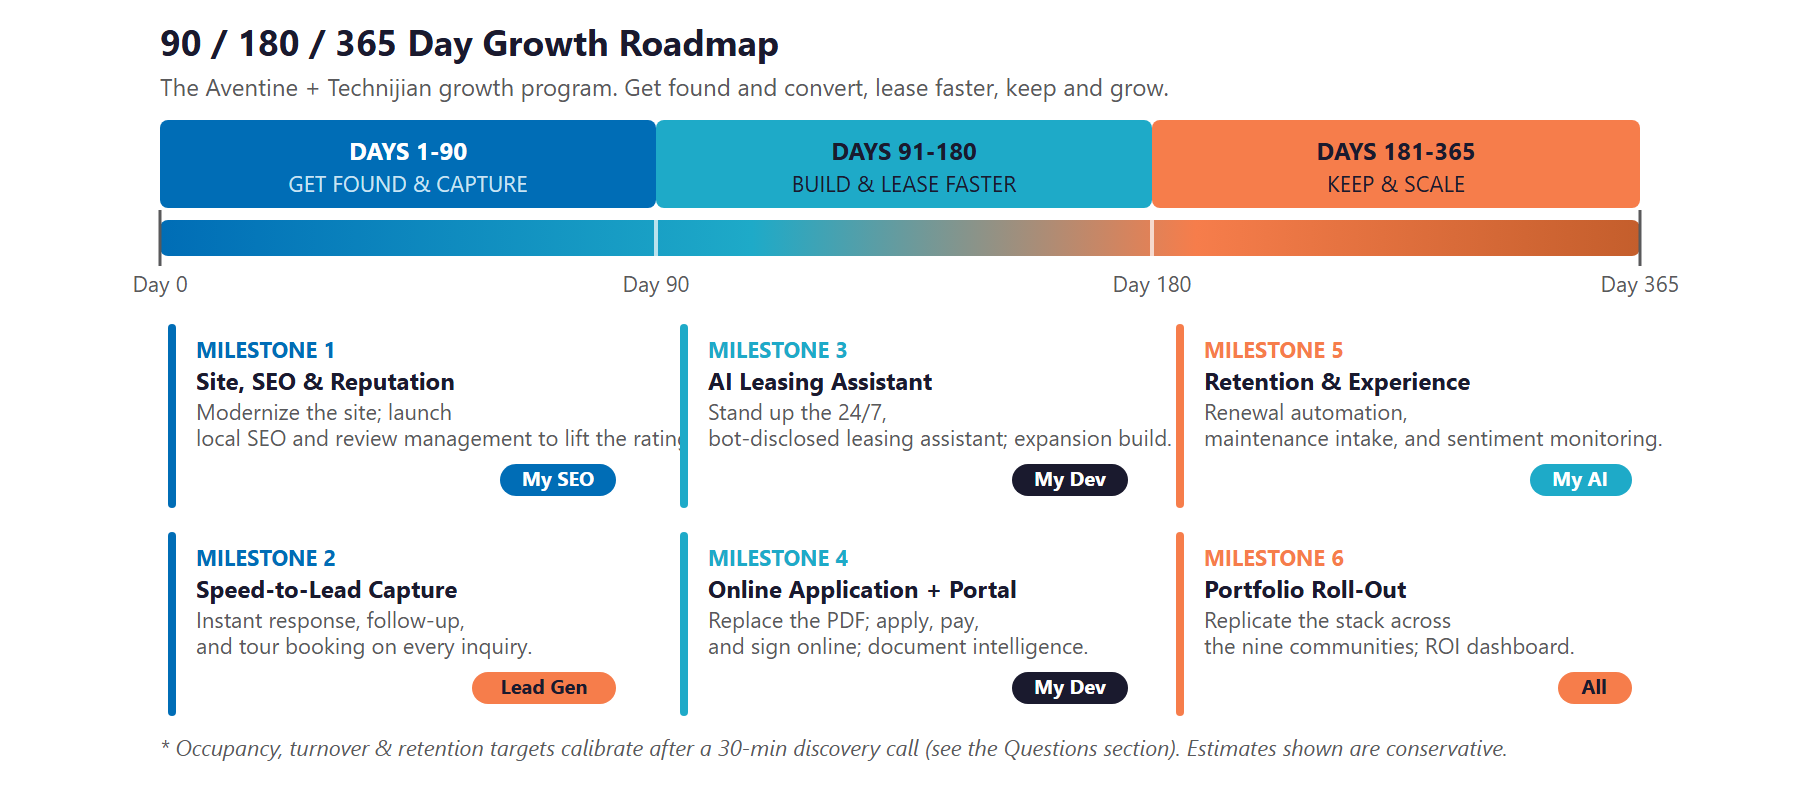 90 / 180 / 365 Day Growth Roadmap
The Aventine + Technijian growth program. Get found and convert, lease faster, keep and grow.
DAYS 1-90
GET FOUND & CAPTURE
DAYS 91-180
BUILD & LEASE FASTER
DAYS 181-365
KEEP & SCALE
Day 0
Day 90
Day 180
Day 365
MILESTONE 1
Site, SEO & Reputation
Modernize the site; launch
local SEO and review management to lift the rating
My SEO
MILESTONE 3
AI Leasing Assistant
Stand up the 24/7,
bot-disclosed leasing assistant; expansion build.
My Dev
MILESTONE 5
Retention & Experience
Renewal automation,
maintenance intake, and sentiment monitoring.
My AI
MILESTONE 2
Speed-to-Lead Capture
Instant response, follow-up,
and tour booking on every inquiry.
Lead Gen
MILESTONE 4
Online Application + Portal
Replace the PDF; apply, pay,
and sign online; document intelligence.
My Dev
MILESTONE 6
Portfolio Roll-Out
Replicate the stack across
the nine communities; ROI dashboard.
All
* Occupancy, turnover & retention targets calibrate after a 30-min discovery call (see the Questions section). Estimates shown are conservative.